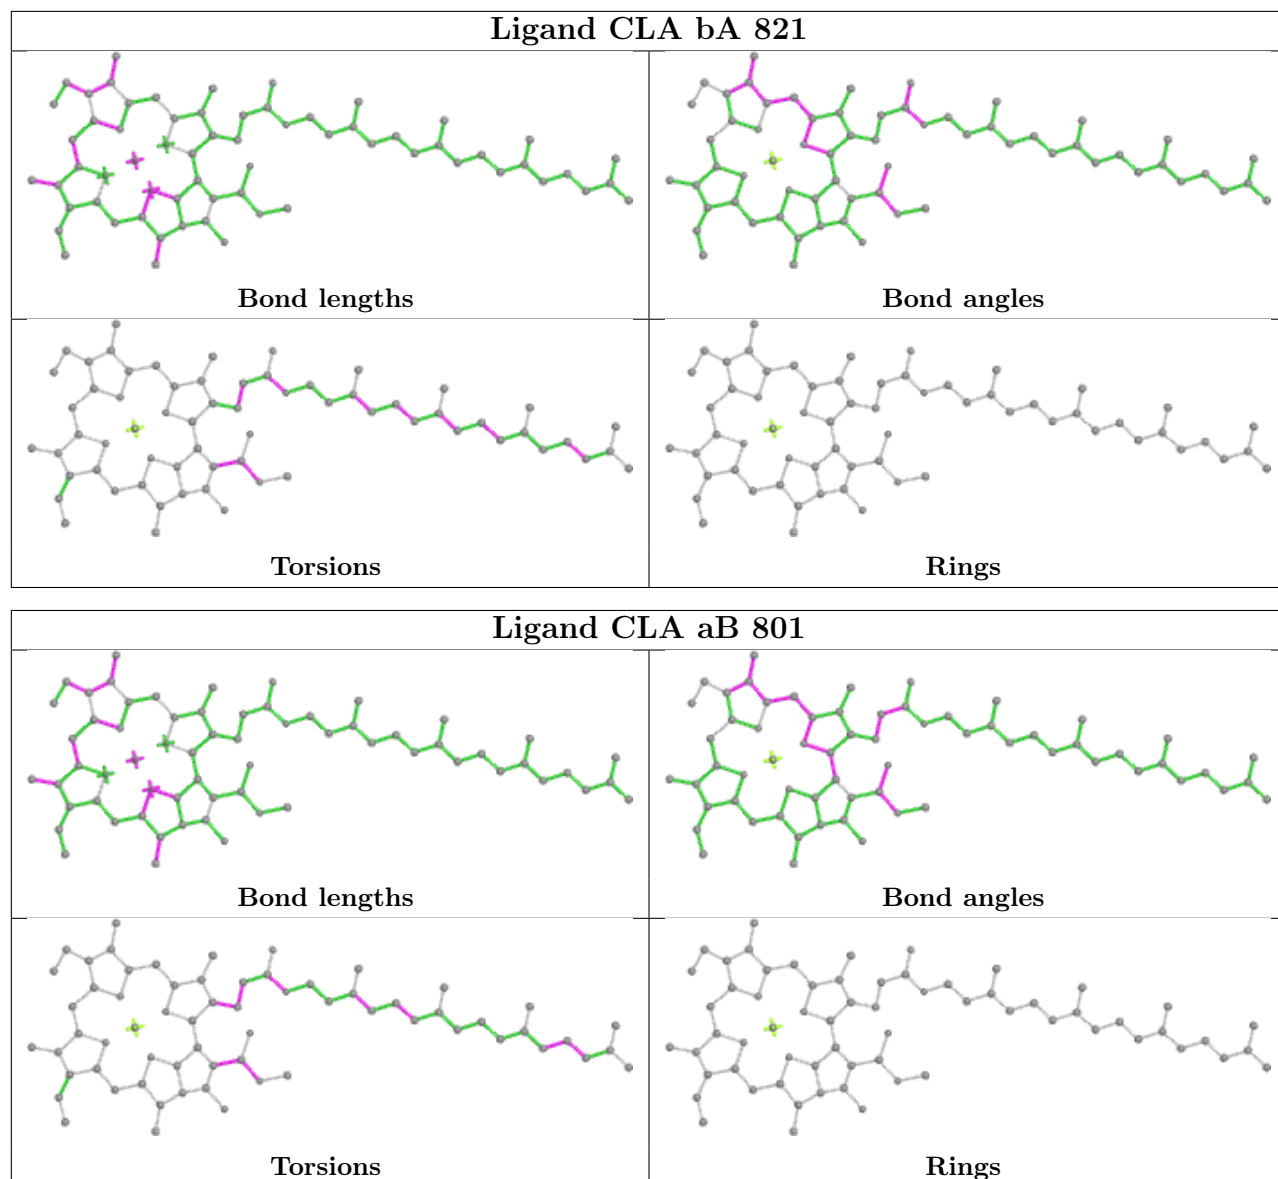 Ligand CLA bA 821
Bond lengths
Bond angles
Torsions
Rings
Ligand CLA aB 801
Bond lengths
Bond angles
Torsions
Rings